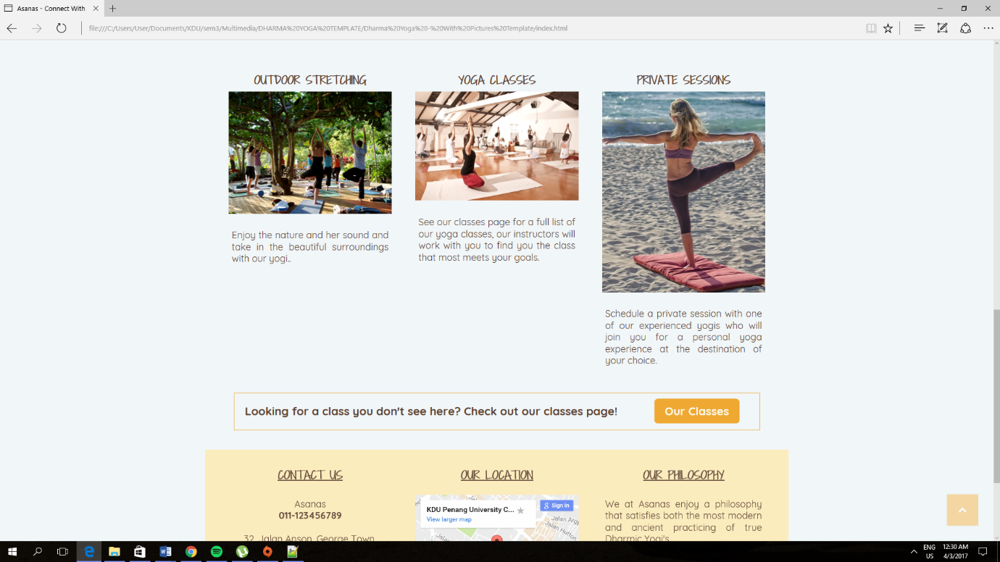 Asanas - Connect With
file:///C:/Users/User/Documents/KDU/sem3/Multimedia/DHARMA%20YOGA%20TEMPLATE/Dharma%20Yoga%20-%20With%20Pictures%20Template/index.html
OUTDOOR STRETCHING
Enjoy the nature and her sound and
take in the beautiful surroundings
with our yogi..
YOGA CLASSES
See our classes page for a full list of
our yoga classes, our instructors will
work with you to find you the class
that most meets your goals.
PRIVATE SESSIONS
Schedule a private session with one
of our experienced yogis who will
join you for a personal yoga
experience at the destination of
your choice.
Looking for a class you don't see here? Check out our classes page!
Our Classes
CONTACT US
Asanas
011-123456789
32, Jalan Anson, George Town
OUR LOCATION
KDU Penang University C...
View larger map
Sign in
Jalan Argy
Jalan Hutton
OUR PHILOSOPHY
We at Asanas enjoy a philosophy
that satisfies both the most modern
and ancient practicing of true
Dharmic Yogi's
ENG
US
12:30 AM
4/3/2017